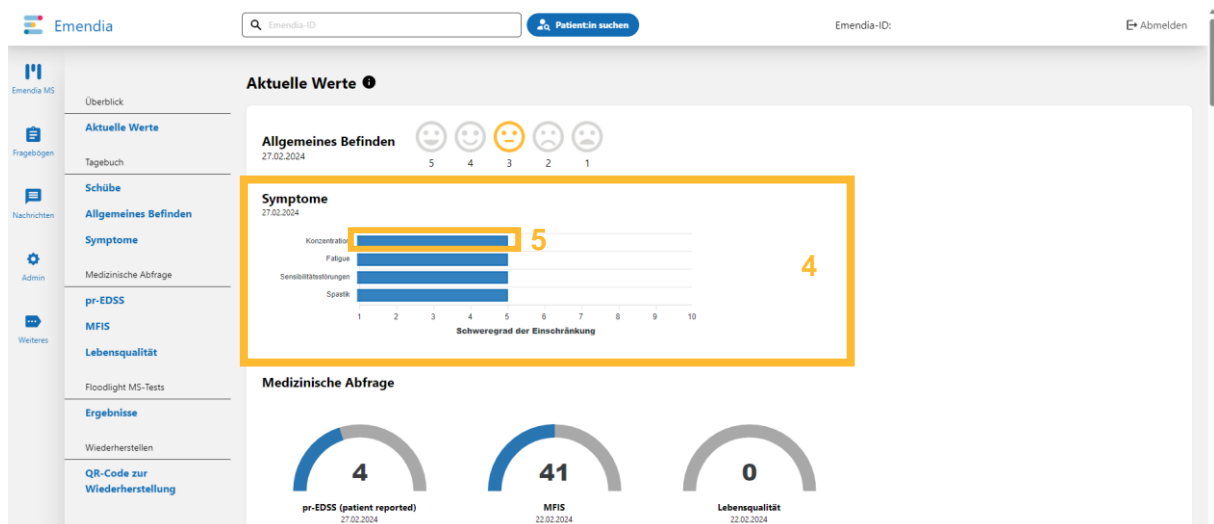 Emendia
Emendia-ID
Patient:in suchen
Emendia-ID:
Abmelden
Emendia MS
Fragebögen
Nachrichten
Admin
Weiteres
Überblick
Aktuelle Werte
Tagebuch
Schübe
Allgemeines Befinden
Symptome
Medizinische Abfrage
pr-EDSS
MFIS
Lebensqualität
Floodlight MS-Tests
Ergebnisse
Wiederherstellen
QR-Code zur
Wiederherstellung
Aktuelle Werte
Allgemeines Befinden
27.02.2024
5 4 3 2 1
Symptome
27.02.2024
Konzentration
5
Fatigue
Sensibilitätsstörungen
4
Spastik
1 2 3 4 5 6 7 8 9 10
Schweregrad der Einschränkung
Medizinische Abfrage
4 41 0
pr-EDSS (patient reported) MFIS Lebensqualität
27.02.2024 22.02.2024 22.02.2024